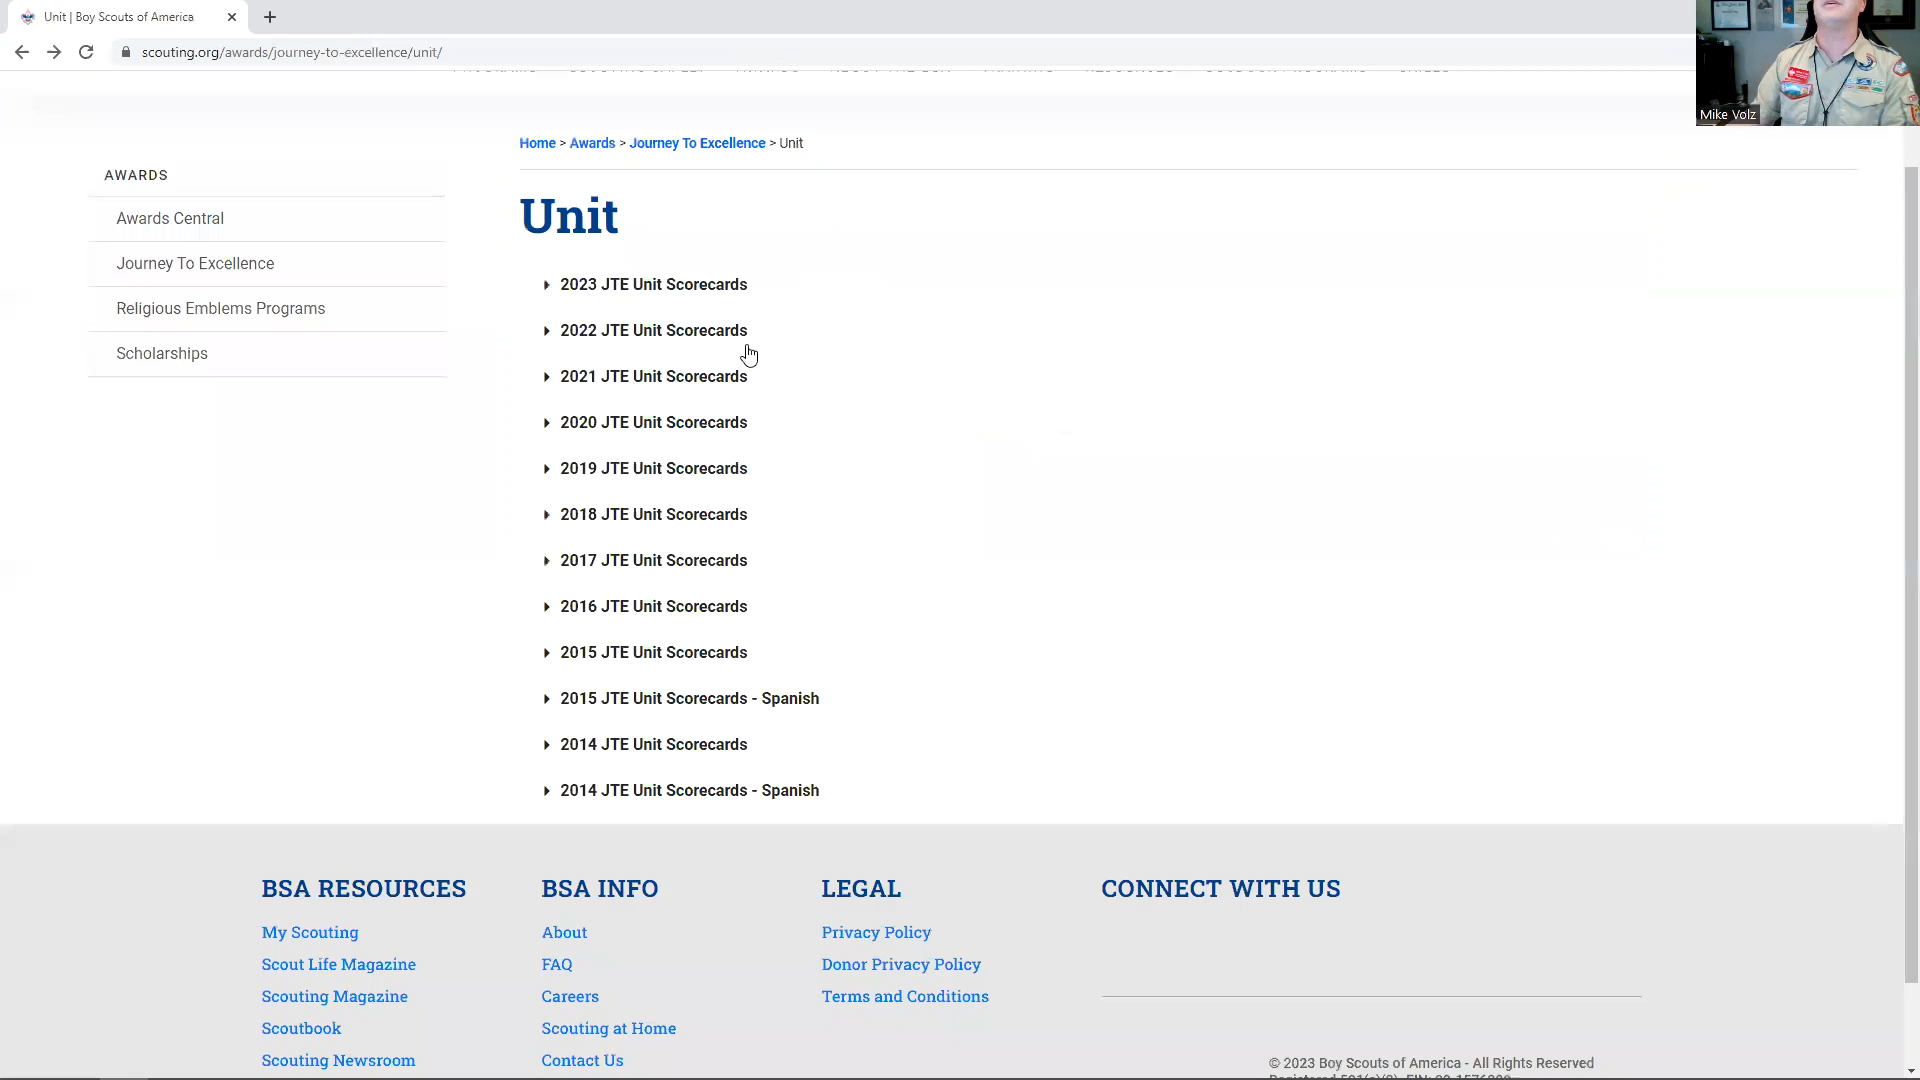 Unit | Boy Scouts of America
scouting.org/awards/journey-to-excellence/unit/
Mike Volz
Home > Awards > Journey To Excellence > Unit
AWARDS
Awards Central
Journey To Excellence
Religious Emblems Programs
Scholarships
Unit
2023 JTE Unit Scorecards
2022 JTE Unit Scorecards
2021 JTE Unit Scorecards
2020 JTE Unit Scorecards
2019 JTE Unit Scorecards
2018 JTE Unit Scorecards
2017 JTE Unit Scorecards
2016 JTE Unit Scorecards
2015 JTE Unit Scorecards
2015 JTE Unit Scorecards - Spanish
2014 JTE Unit Scorecards
2014 JTE Unit Scorecards - Spanish
BSA RESOURCES
My Scouting
Scout Life Magazine
Scouting Magazine
Scoutbook
Scouting Newsroom
BSA INFO
About
FAQ
Careers
Scouting at Home
Contact Us
LEGAL
Privacy Policy
Donor Privacy Policy
Terms and Conditions
CONNECT WITH US
© 2023 Boy Scouts of America - All Rights Reserved